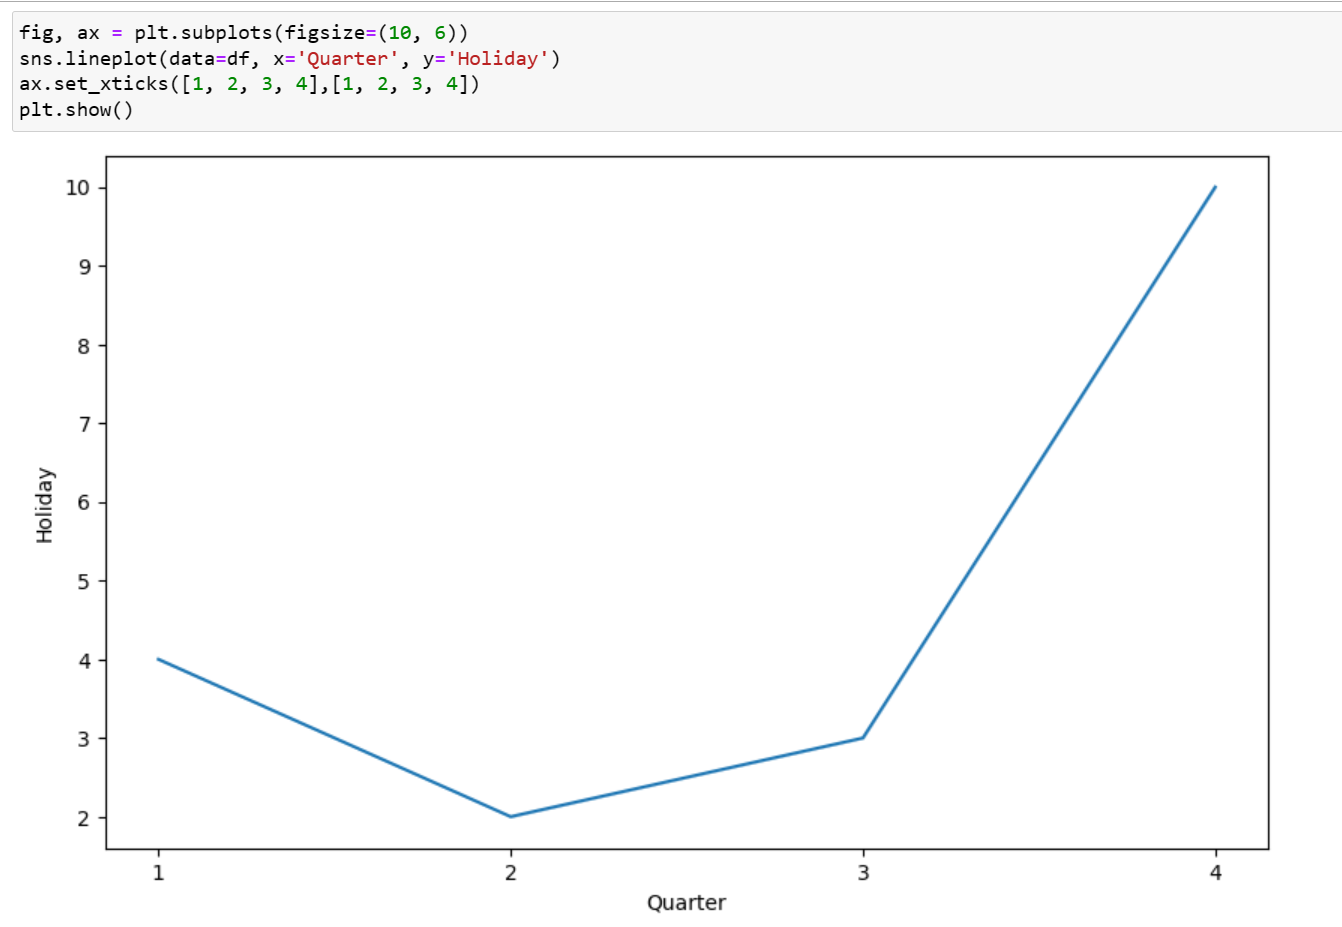 fig, ax = plt.subplots(figsize=(10, 6))
sns.lineplot(data=df, x='Quarter', y='Holiday')
ax.set_xticks([1, 2, 3, 4],[1, 2, 3, 4])
plt.show()
10
9
8
7
6
5
4
3
2
Holiday
1 2 3 4
Quarter